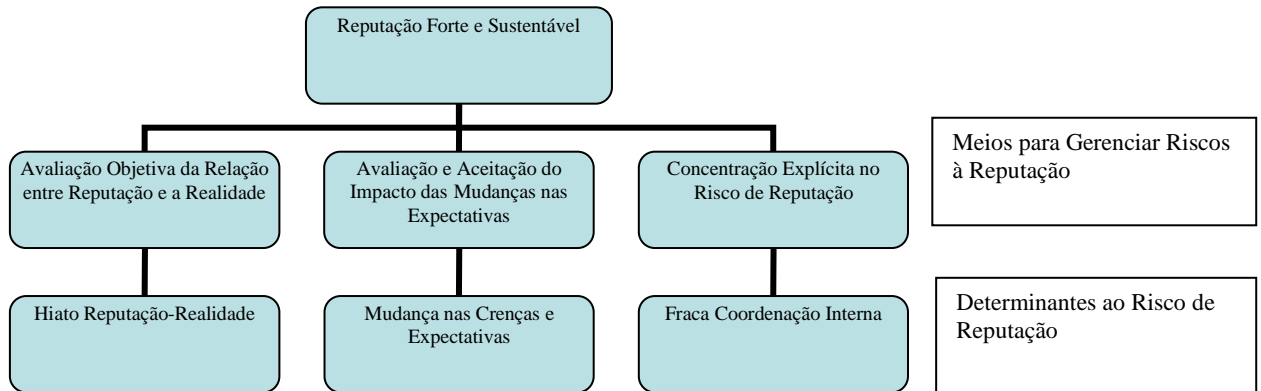 Reputação Forte e Sustentável
Avaliação Objetiva da Relação
entre Reputação e a Realidade
Avaliação e Aceitação do
Impacto das Mudanças nas
Expectativas
Concentração Explícita no
Risco de Reputação
Meios para Gerenciar Riscos
à Reputação
Hiato Reputação-Realidade
Mudança nas Crenças e
Expectativas
Fraca Coordenação Interna
Determinantes ao Risco de
Reputação